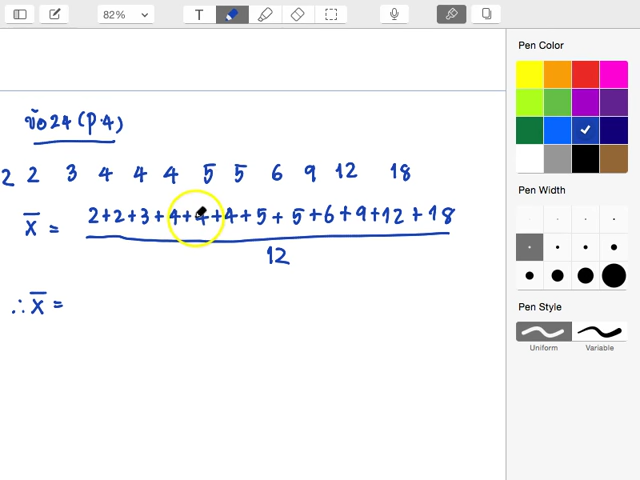 82%
T
Pen Color
ข้อ 24 (P.4)
2 2 3 4 4 4 5 5 6 9 12 18
X̅ = 2+2+3+4+4+4+5+5+6+9+12+18
12
∴ X̅ =
Pen Width
Pen Style
Uniform Variable